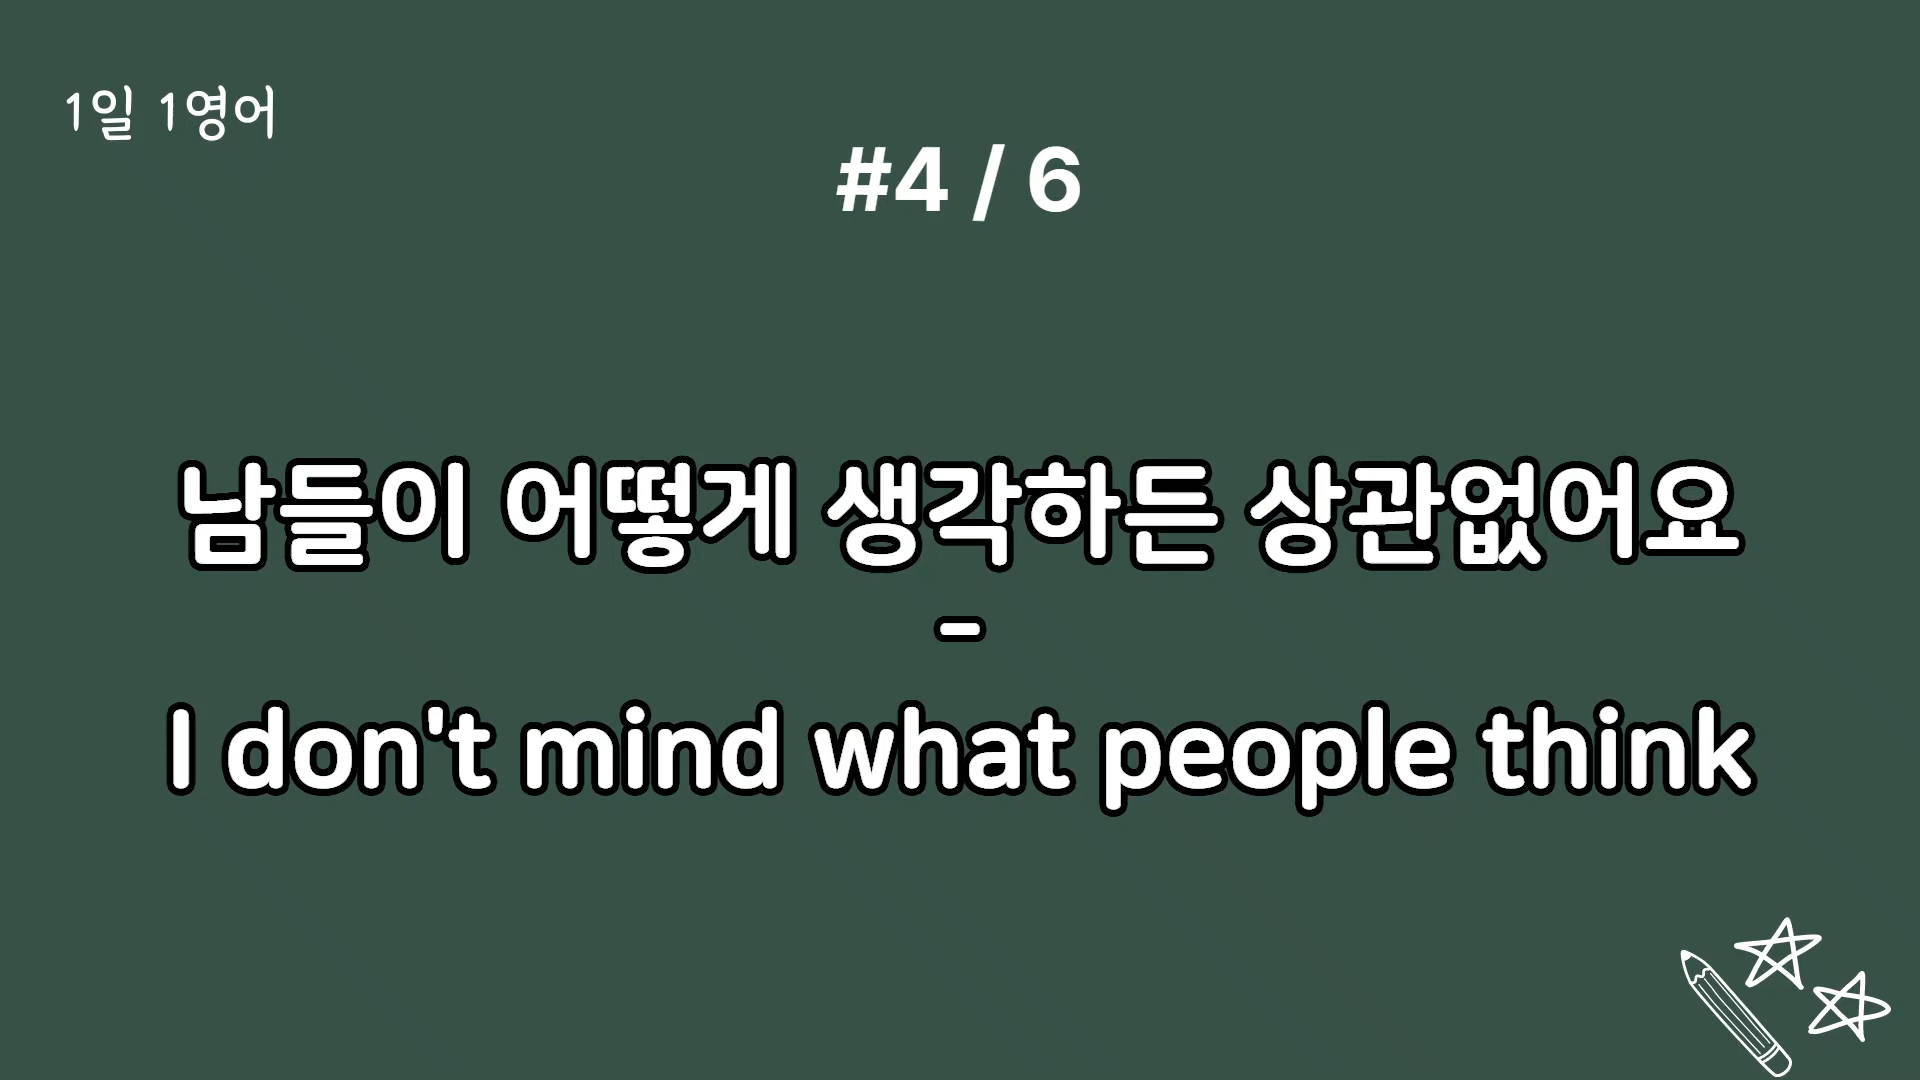 1일 1영어
#4 / 6
남들이 어떻게 생각하든 상관없어요
-
I don't mind what people think